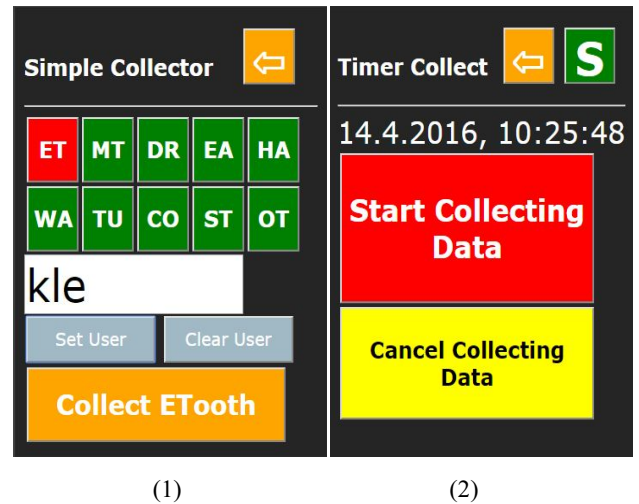 Simple Collector
ET MT DR EA HA
WA TU CO ST OT
kle
Set User Clear User
Collect ETooth
(1)
Timer Collect S
14.4.2016, 10:25:48
Start Collecting
Data
Cancel Collecting
Data
(2)